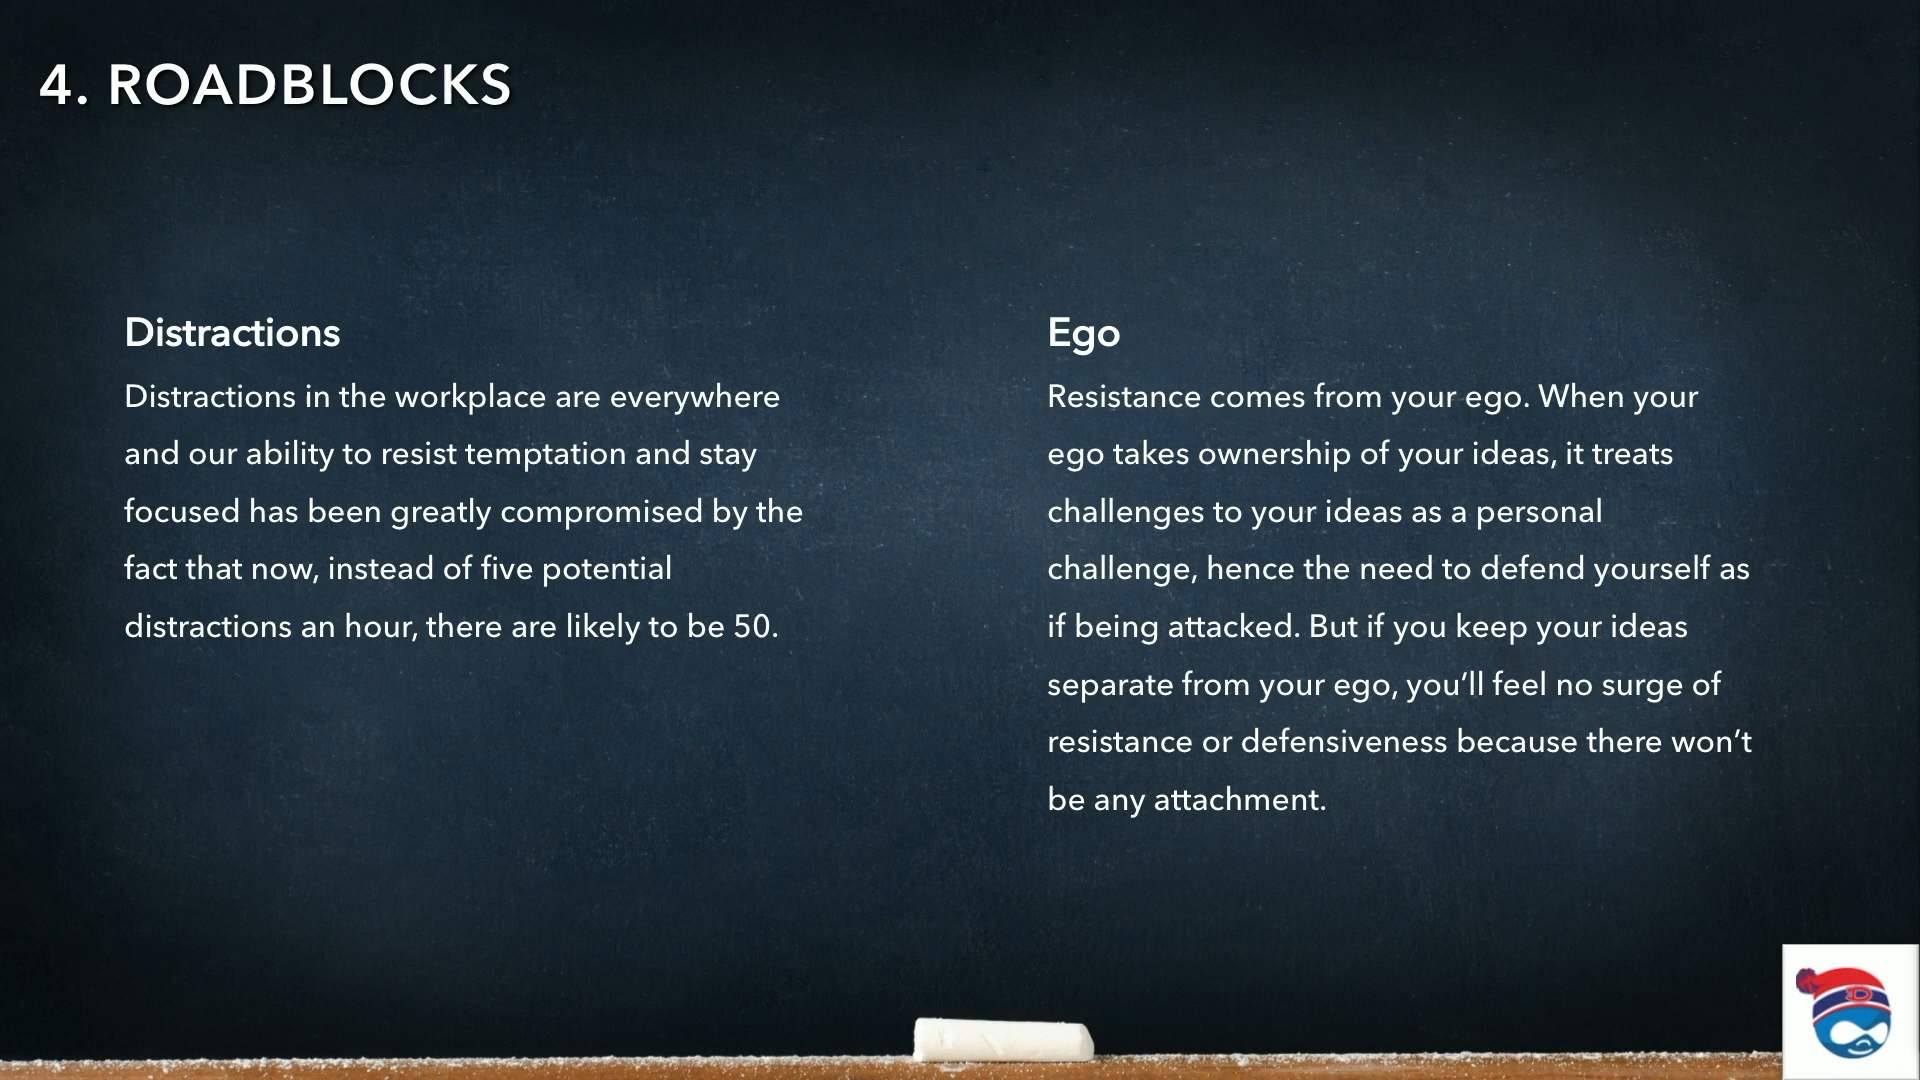 4. ROADBLOCKS
Distractions
Distractions in the workplace are everywhere
and our ability to resist temptation and stay
focused has been greatly compromised by the
fact that now, instead of five potential
distractions an hour, there are likely to be 50.
Ego
Resistance comes from your ego. When your
ego takes ownership of your ideas, it treats
challenges to your ideas as a personal
challenge, hence the need to defend yourself as
if being attacked. But if you keep your ideas
separate from your ego, you’ll feel no surge of
resistance or defensiveness because there won’t
be any attachment.
D